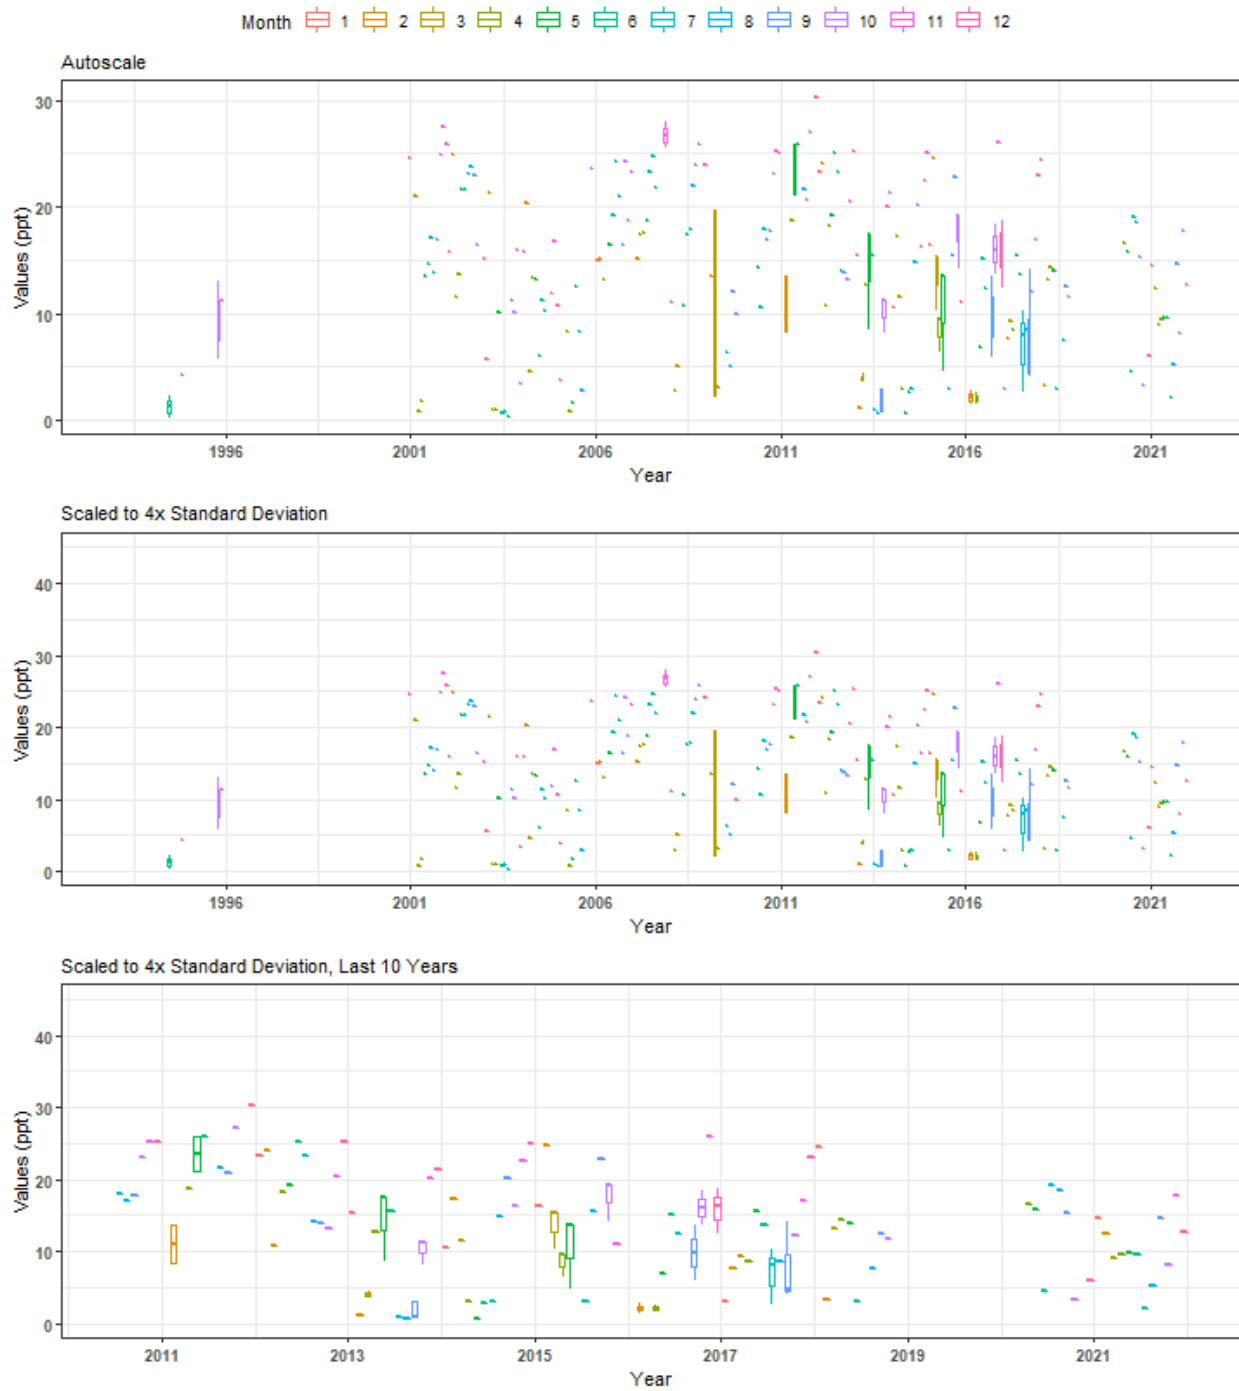 Month 1 2 3 4 5 6 7 8 9 10 11 12
Autoscale
30
20
10
0
Values (ppt)
1996 2001 2006 2011 2016 2021
Year
Scaled to 4x Standard Deviation
40
30
20
10
0
Values (ppt)
1996 2001 2006 2011 2016 2021
Year
Scaled to 4x Standard Deviation, Last 10 Years
40
30
20
10
0
Values (ppt)
2011 2013 2015 2017 2019 2021
Year